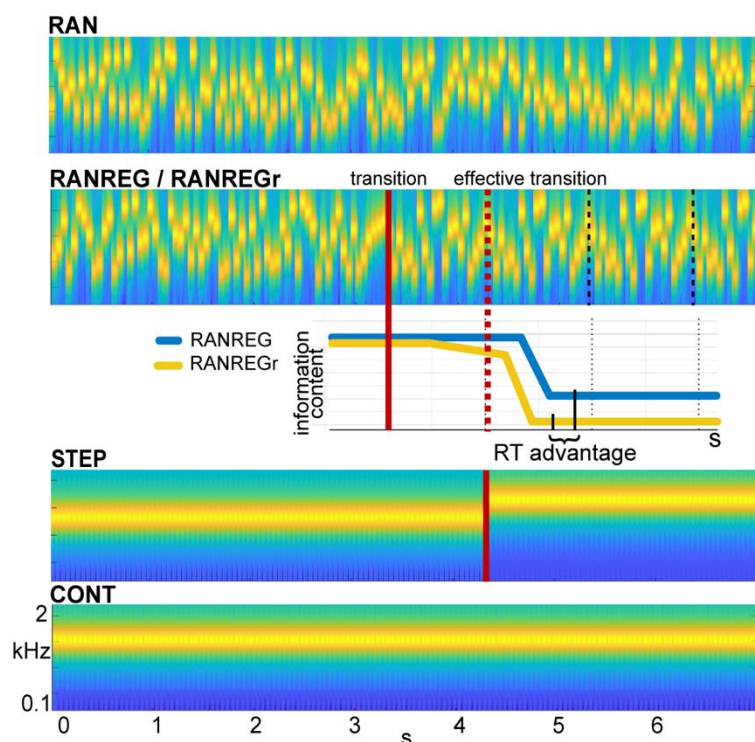 RAN
RANREG / RANREGr
transition
effective transition
RANREG
RANREGr
information
content
s
RT advantage
STEP
CONT
2
kHz
0.1
0 1 2 3 4 5 6
s